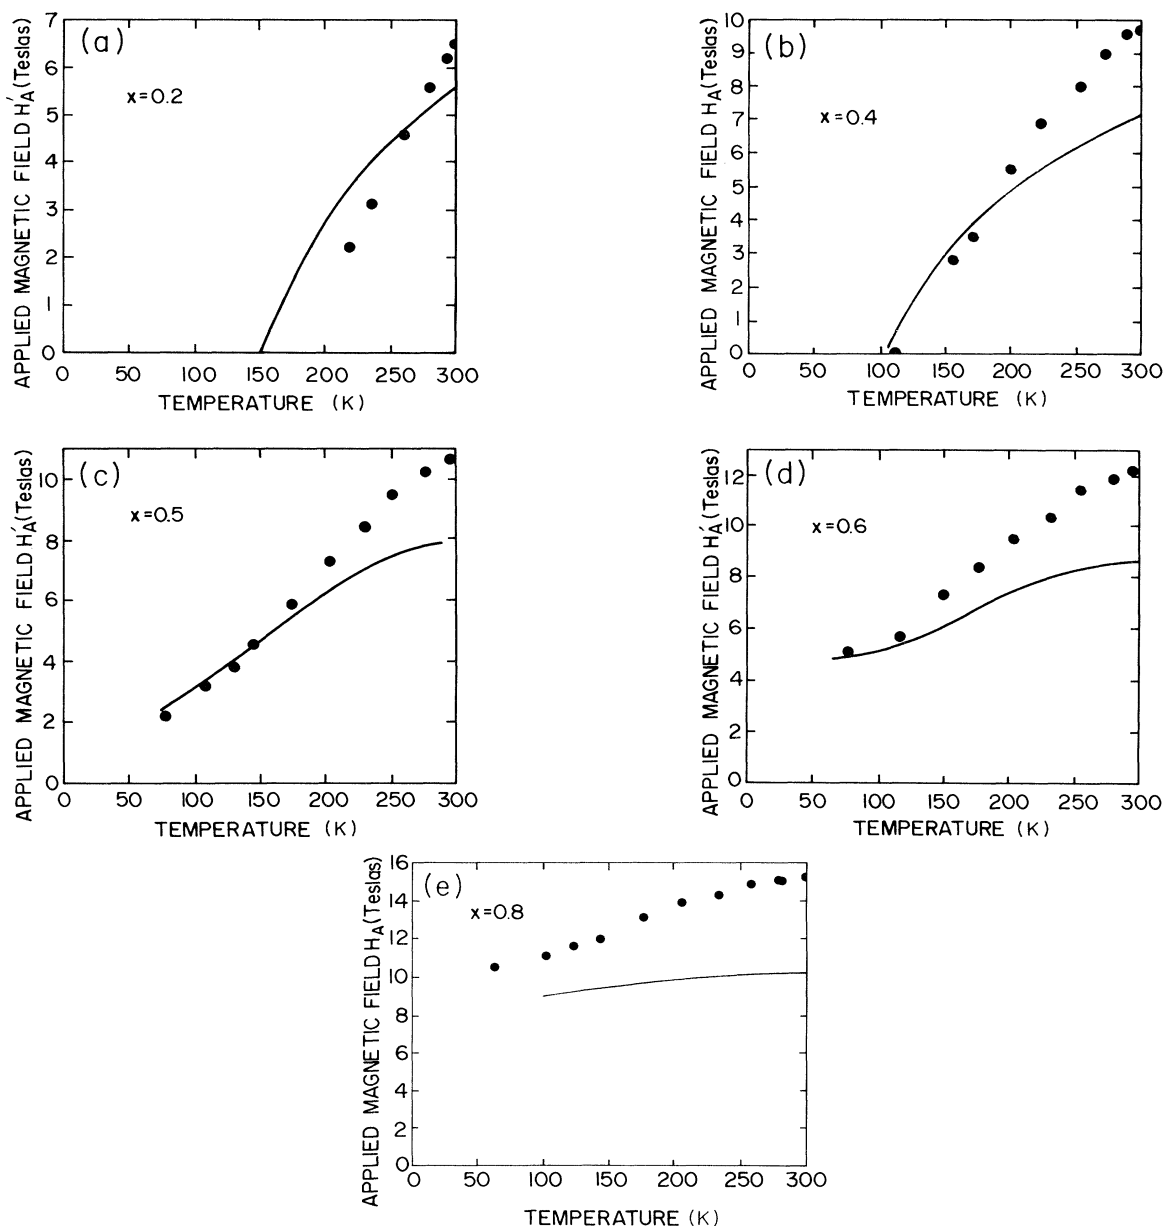 (a)
x=0.2
APPLIED MAGNETIC FIELD H'A (Teslas)
7
6
5
4
3
2
1
0
0 50 100 150 200 250 300
TEMPERATURE (K)
(b)
x=0.4
APPLIED MAGNETIC FIELD H'A (Teslas)
10
9
8
7
6
5
4
3
2
1
0
0 50 100 150 200 250 300
TEMPERATURE (K)
(c)
x=0.5
APPLIED MAGNETIC FIELD H'A (Teslas)
10
8
6
4
2
0
0 50 100 150 200 250 300
TEMPERATURE (K)
(d)
x=0.6
APPLIED MAGNETIC FIELD H'A (Teslas)
12
10
8
6
4
2
0
0 50 100 150 200 250 300
TEMPERATURE (K)
(e)
x=0.8
APPLIED MAGNETIC FIELD HA (Teslas)
16
14
12
10
8
6
4
2
0
0 50 100 150 200 250 300
TEMPERATURE (K)